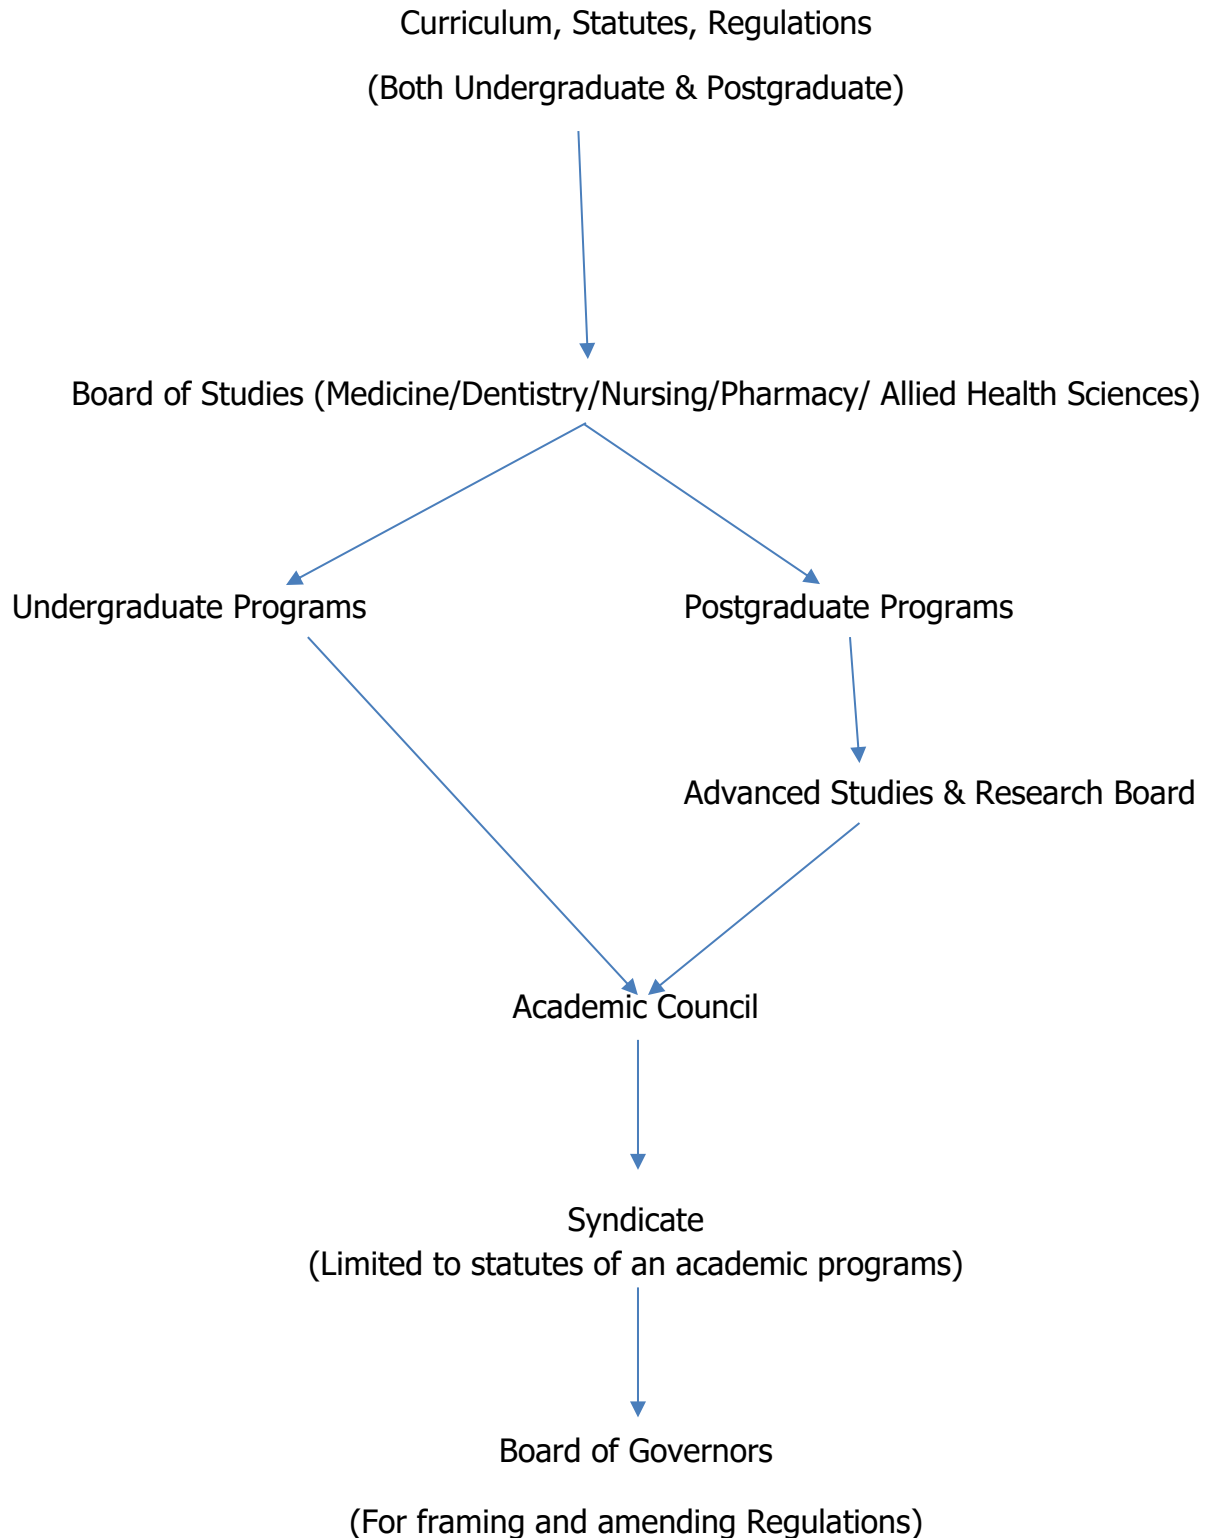 Curriculum, Statutes, Regulations
(Both Undergraduate & Postgraduate)
Board of Studies (Medicine/Dentistry/Nursing/Pharmacy/ Allied Health Sciences)
Undergraduate Programs
Postgraduate Programs
Advanced Studies & Research Board
Academic Council
Syndicate
(Limited to statutes of an academic programs)
Board of Governors
(For framing and amending Regulations)